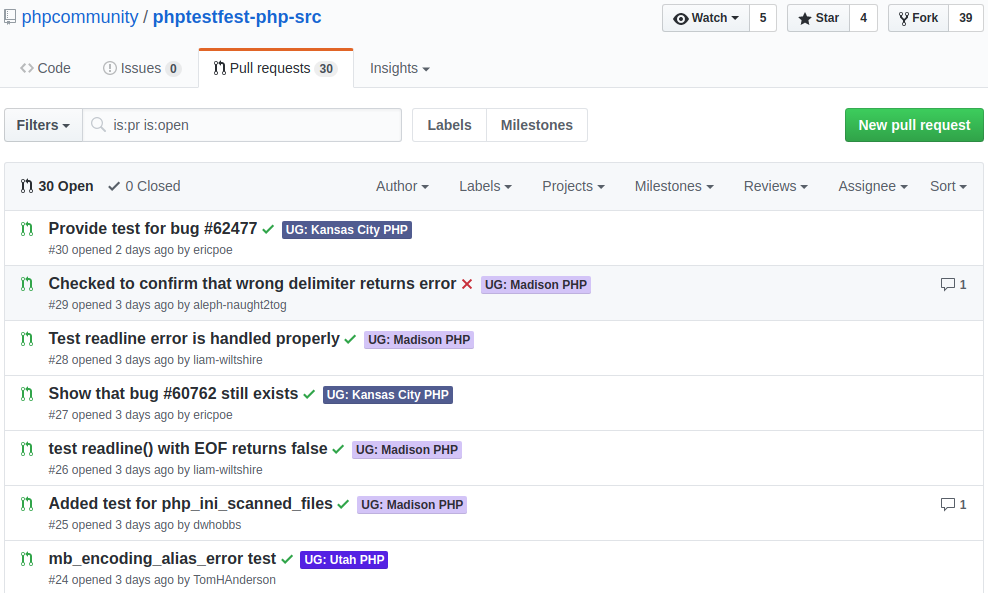 phpcommunity / phptestfest-php-src Watch 5 Star 4 Fork 39
Code Issues 0 Pull requests 30 Insights
Filters is:pr is:open Labels Milestones New pull request
30 Open 0 Closed Author Labels Projects Milestones Reviews Assignee Sort
Provide test for bug #62477 UG: Kansas City PHP
#30 opened 2 days ago by ericpoe
Checked to confirm that wrong delimiter returns error UG: Madison PHP 1
#29 opened 3 days ago by aleph-naught2tog
Test readline error is handled properly UG: Madison PHP
#28 opened 3 days ago by liam-wiltshire
Show that bug #60762 still exists UG: Kansas City PHP
#27 opened 3 days ago by ericpoe
test readline() with EOF returns false UG: Madison PHP
#26 opened 3 days ago by liam-wiltshire
Added test for php_ini_scanned_files UG: Madison PHP 1
#25 opened 3 days ago by dwhobbs
mb_encoding_alias_error test UG: Utah PHP
#24 opened 3 days ago by TomHAnderson